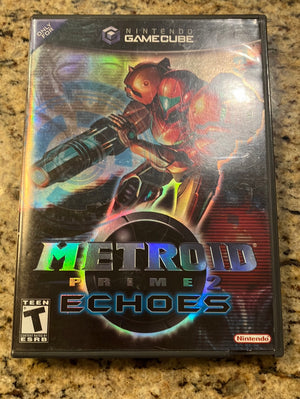 ONLY FOR
NINTENDO
GAMECUBE
METROID
PRIME 2
ECHOES
TEEN
T
ESRB
Nintendo